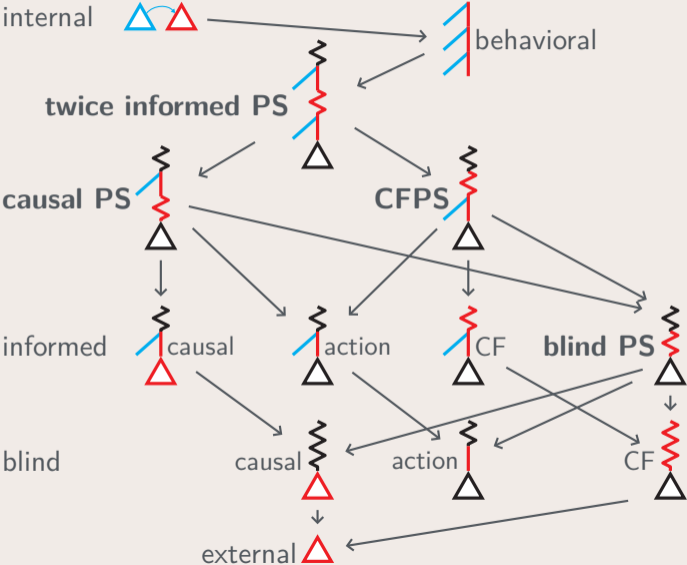 internal
behavioral
twice informed PS
causal PS
CFPS
informed
causal
action
CF
blind PS
blind
causal
action
CF
external